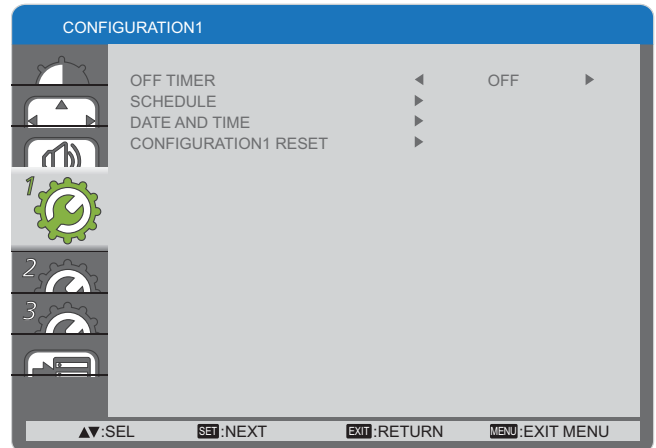 CONFIGURATION1
OFF TIMER OFF
SCHEDULE
DATE AND TIME
CONFIGURATION1 RESET
1
2
3
:SEL SET:NEXT EXIT:RETURN MENU:EXIT MENU